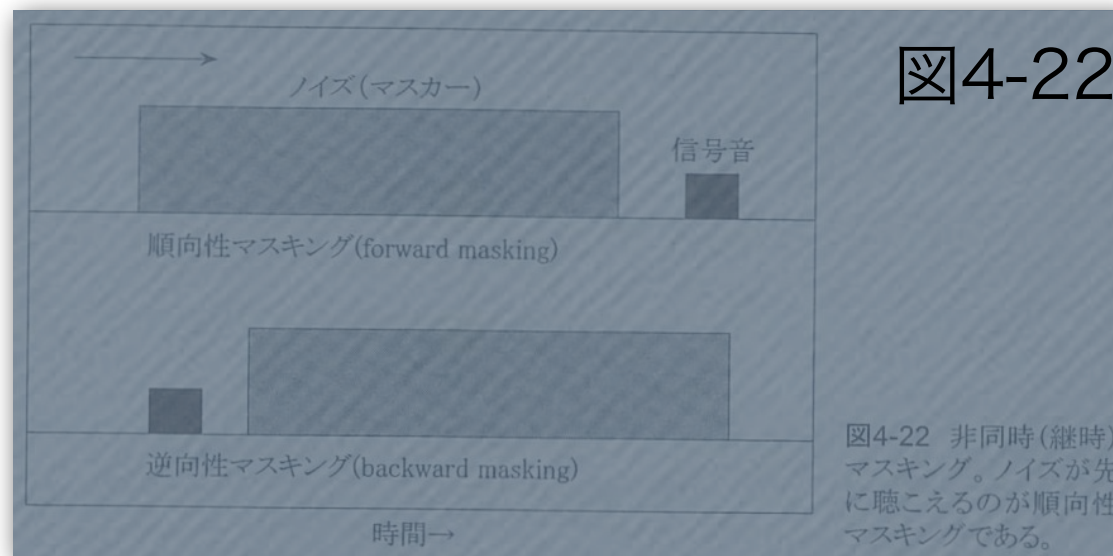 図4-22
ノイズ(マスカー)
信号音
順向性マスキング(forward masking)
逆向性マスキング(backward masking)
時間→
図4-22 非同時(継時)
マスキング。ノイズが先
に聴こえるのが順向性
マスキングである。